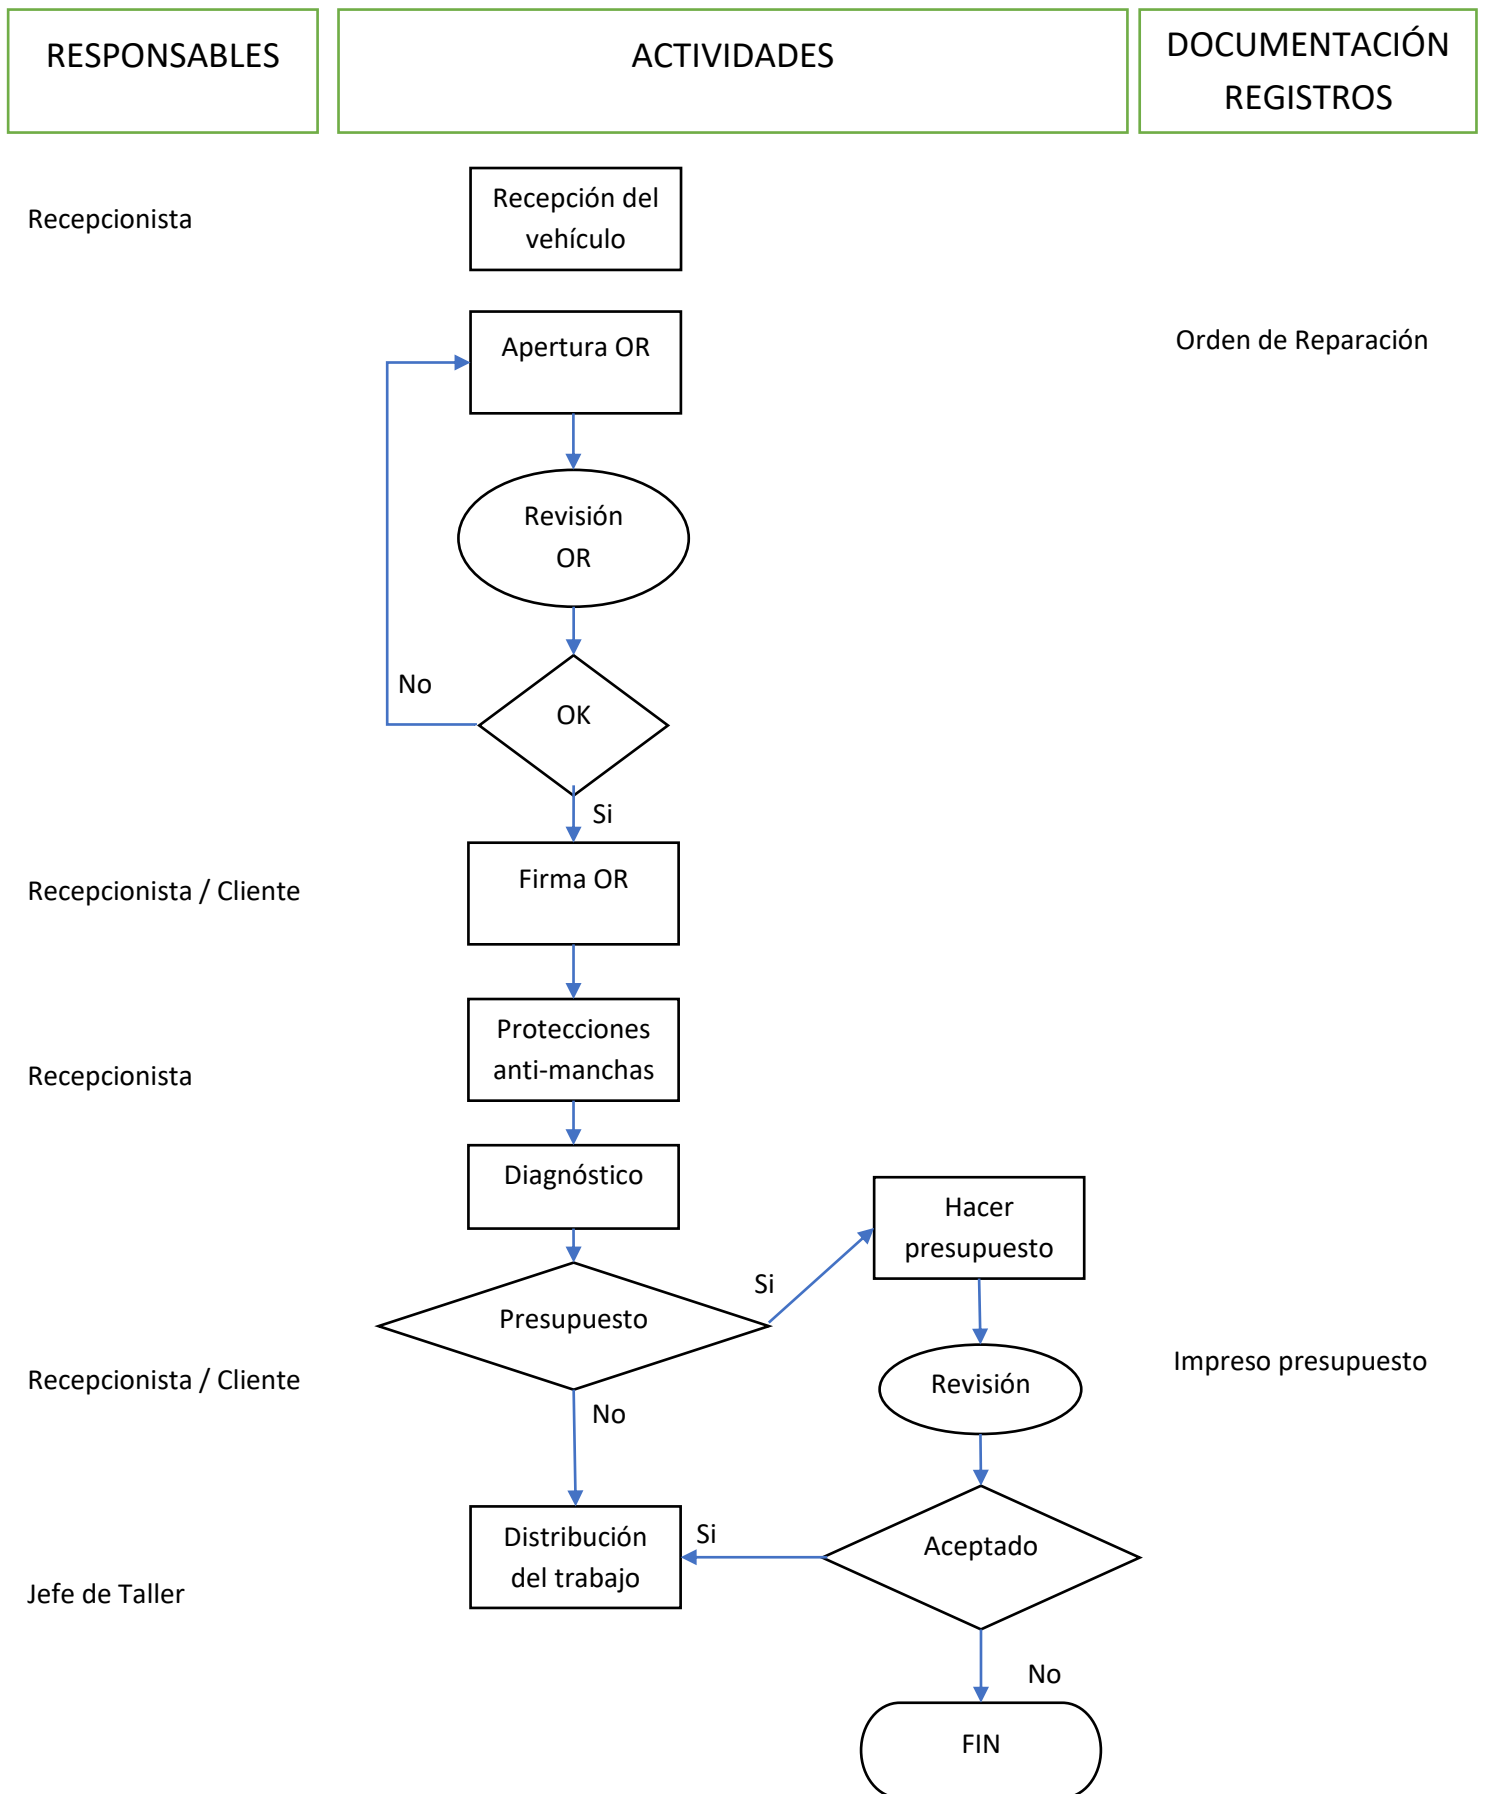 RESPONSABLES
ACTIVIDADES
DOCUMENTACIÓN
REGISTROS
Recepcionista
Recepción del
vehículo
Apertura OR
Orden de Reparación
Revisión
OR
No
OK
Si
Recepcionista / Cliente
Firma OR
Recepcionista
Protecciones
anti-manchas
Diagnóstico
Hacer
presupuesto
Si
Presupuesto
Recepcionista / Cliente
No
Revisión
Impreso presupuesto
Distribución
del trabajo
Si
Aceptado
Jefe de Taller
No
FIN